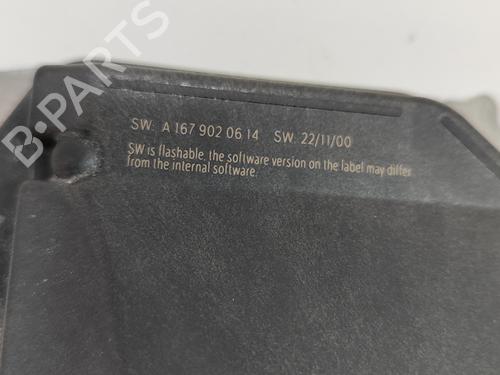 B-PARTS
SW: A 167 902 06 14 SW: 22/11/00
SW is flashable, the software version on the label may differ
from the internal software.